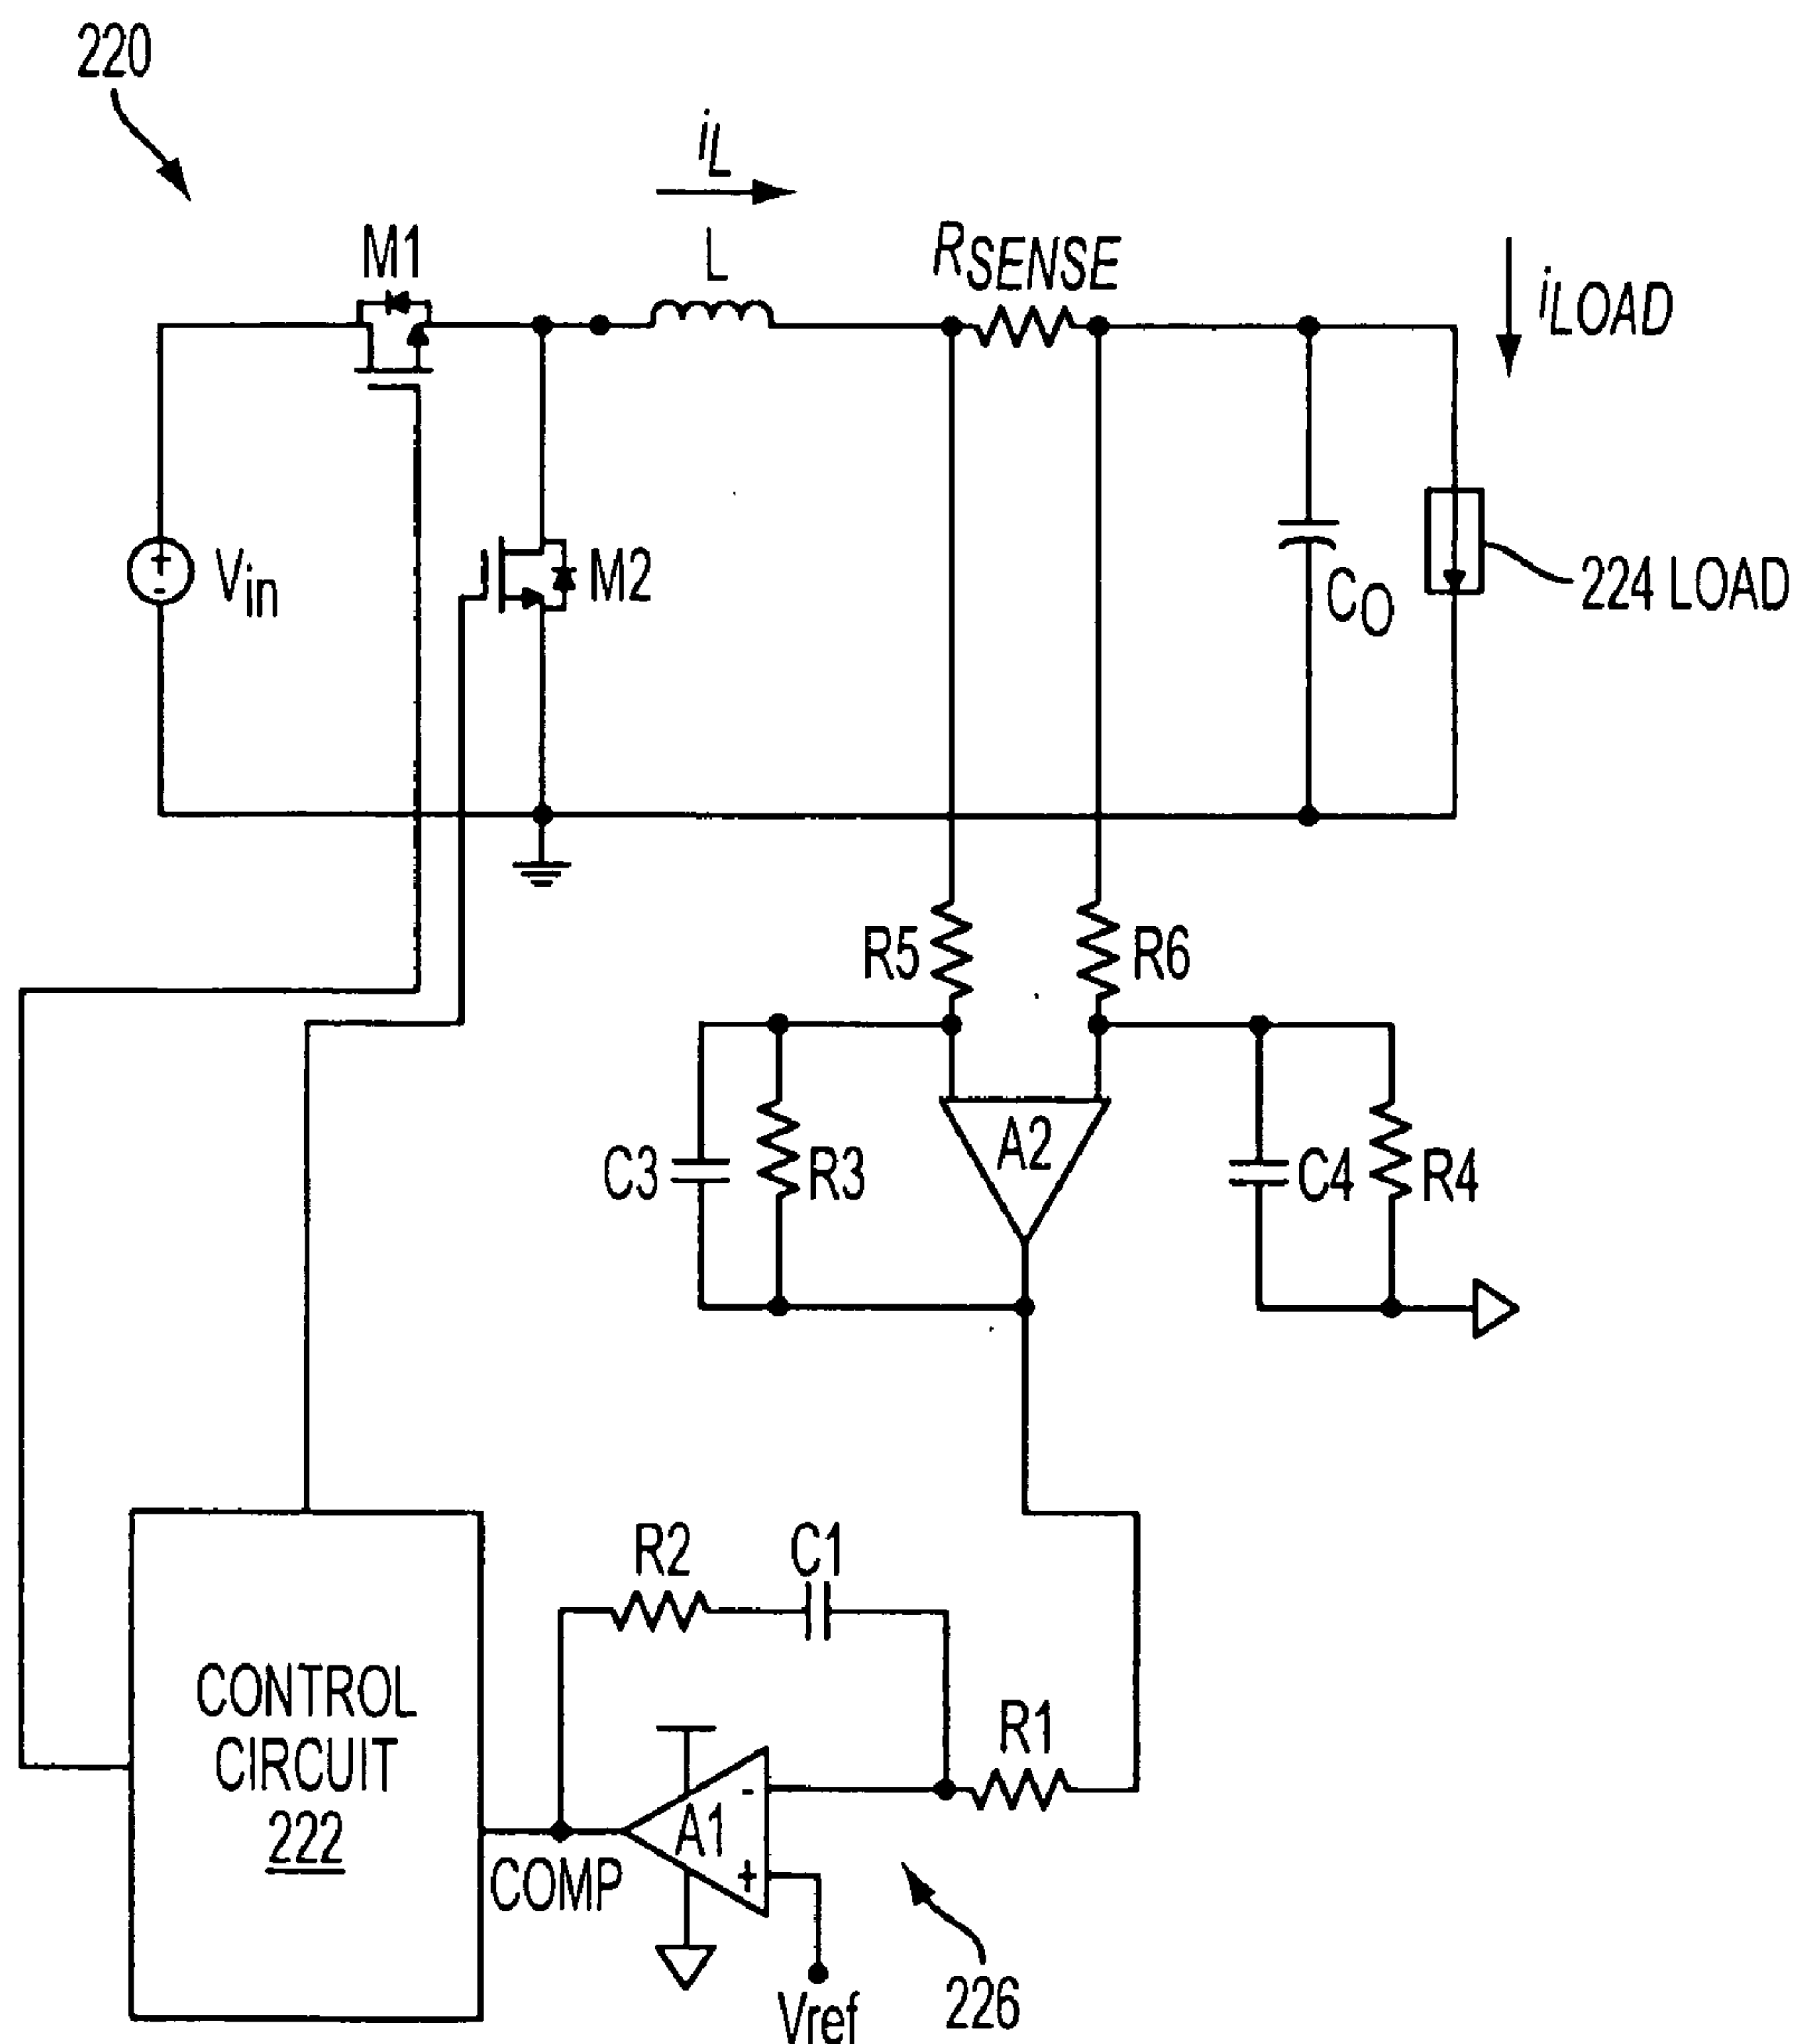 220
iL
M1
L
RSENSE
iLOAD
Vin
+
-
M2
CO
224 LOAD
R5
R6
A2
C3
R3
C4
R4
R2
C1
CONTROL
CIRCUIT
222
R1
-
A1
+
COMP
Vref
226